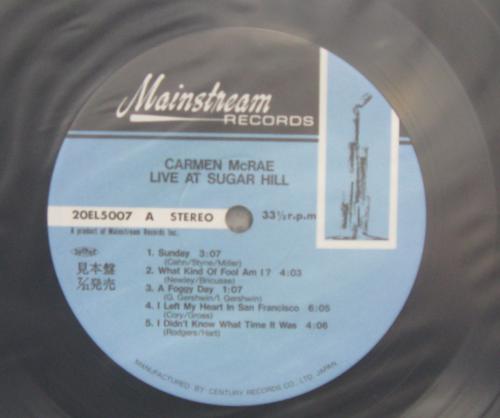 Mainstream
RECORDS
CARMEN McRAE
LIVE AT SUGAR HILL
20EL5007 A STEREO 33⅓ r.p.m
A product of Mainstream Records Inc.
見本盤
発売
1. Sunday 3:07
(Cahn/Styne/Miller)
2. What Kind Of Fool Am I? 4:03
(Newley/Bricusse)
3. A Foggy Day 1:07
(G. Gershwin/I. Gershwin)
4. I Left My Heart In San Francisco 6:05
(Cory/Gross)
5. I Didn't Know What Time It Was 4:06
(Rodgers/Hart)
MANUFACTURED BY CENTURY RECORDS CO., LTD. JAPAN.